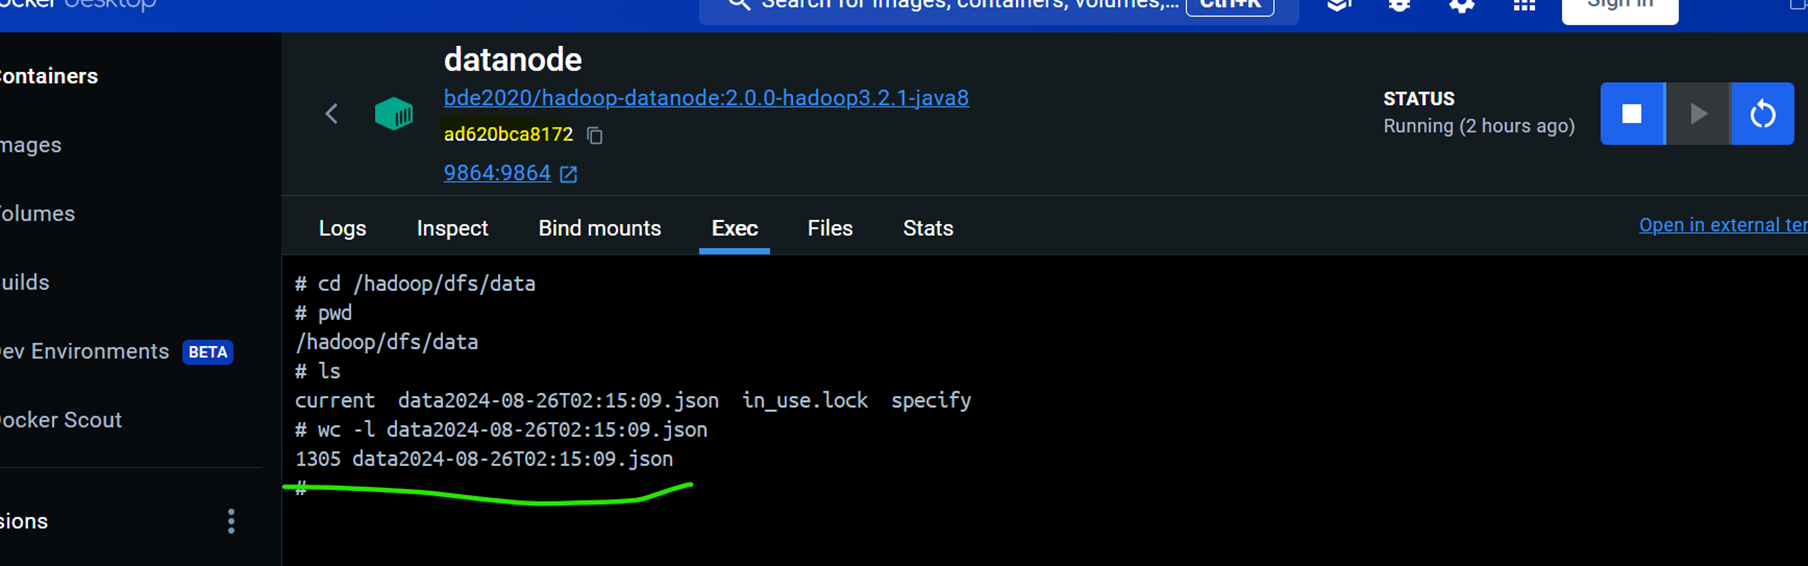 desktop
Search for images, containers, volumes,... Ctrl+K
Sign in
ontainers
mages
olumes
uilds
ev Environments BETA
ocker Scout
sions
datanode
bde2020/hadoop-datanode:2.0.0-hadoop3.2.1-java8
ad620bca8172
9864:9864
STATUS
Running (2 hours ago)
Logs Inspect Bind mounts Exec Files Stats
Open in external ter
# cd /hadoop/dfs/data
# pwd
/hadoop/dfs/data
# ls
current data2024-08-26T02:15:09.json in_use.lock specify
# wc -l data2024-08-26T02:15:09.json
1305 data2024-08-26T02:15:09.json
#